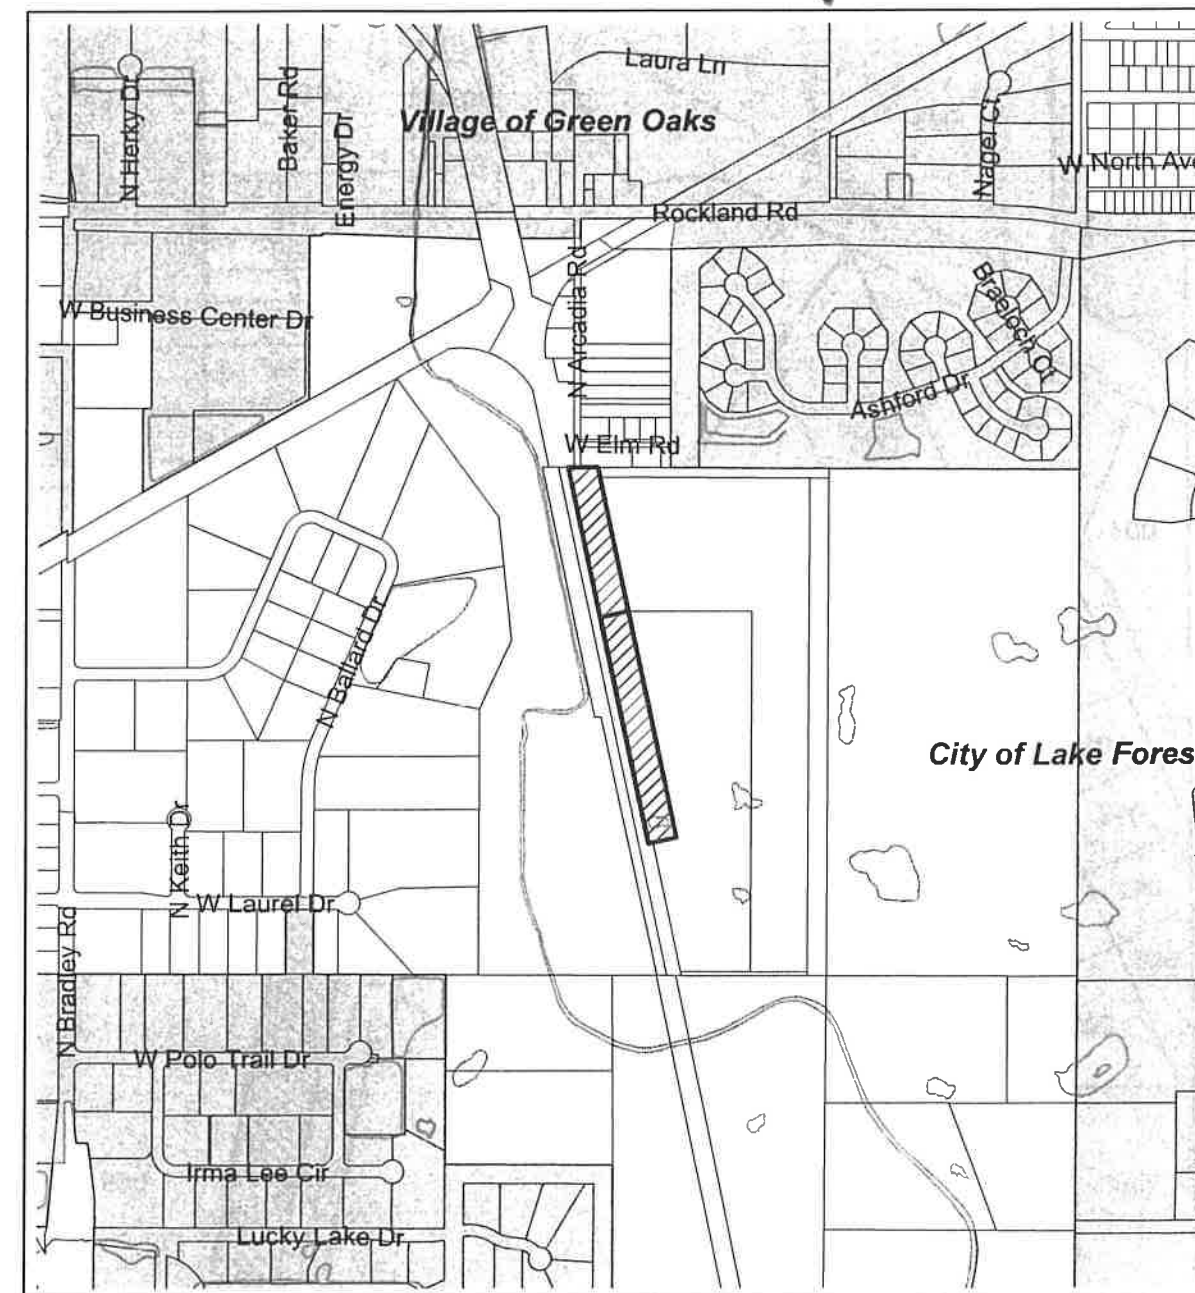 Laura Ln
N Herky Dr
Baker Rd
Energy Dr
Village of Green Oaks
Nagel Ct
W North Ave
Rockland Rd
N Arcadia Rd
W Business Center Dr
Braeloch Ct
Ashford Dr
W Elm Rd
N Ballard Dr
City of Lake Fores
N Keith Dr
W Laurel Dr
N Bradley Rd
W Polo Trail Dr
Irma Lee Cir
Lucky Lake Dr